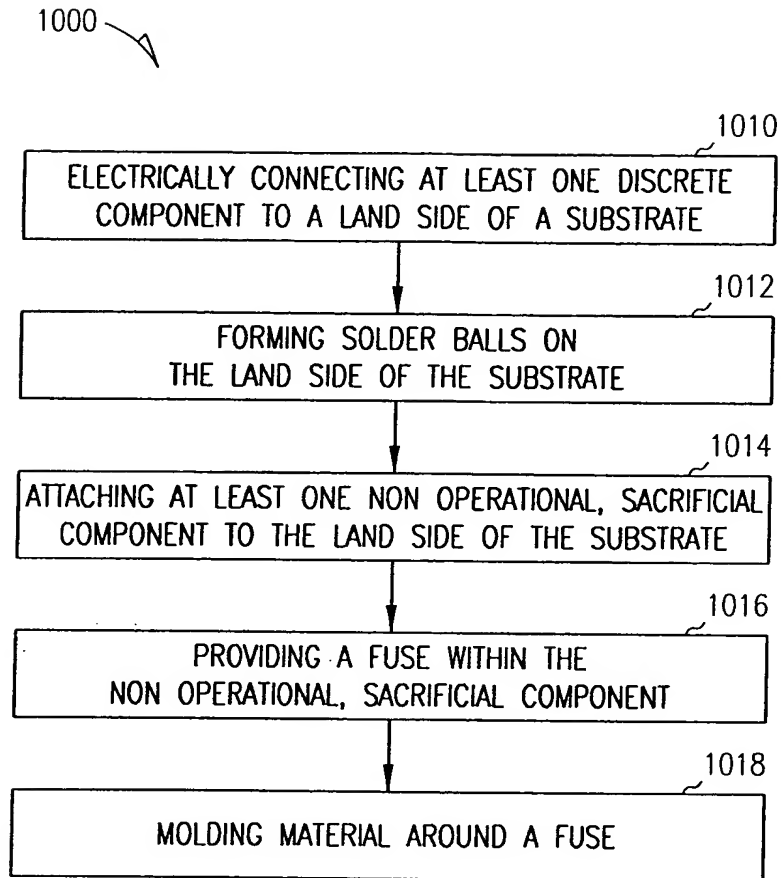 1000
1010
ELECTRICALLY CONNECTING AT LEAST ONE DISCRETE
COMPONENT TO A LAND SIDE OF A SUBSTRATE
1012
FORMING SOLDER BALLS ON
THE LAND SIDE OF THE SUBSTRATE
1014
ATTACHING AT LEAST ONE NON OPERATIONAL, SACRIFICIAL
COMPONENT TO THE LAND SIDE OF THE SUBSTRATE
1016
PROVIDING A FUSE WITHIN THE
NON OPERATIONAL, SACRIFICIAL COMPONENT
1018
MOLDING MATERIAL AROUND A FUSE